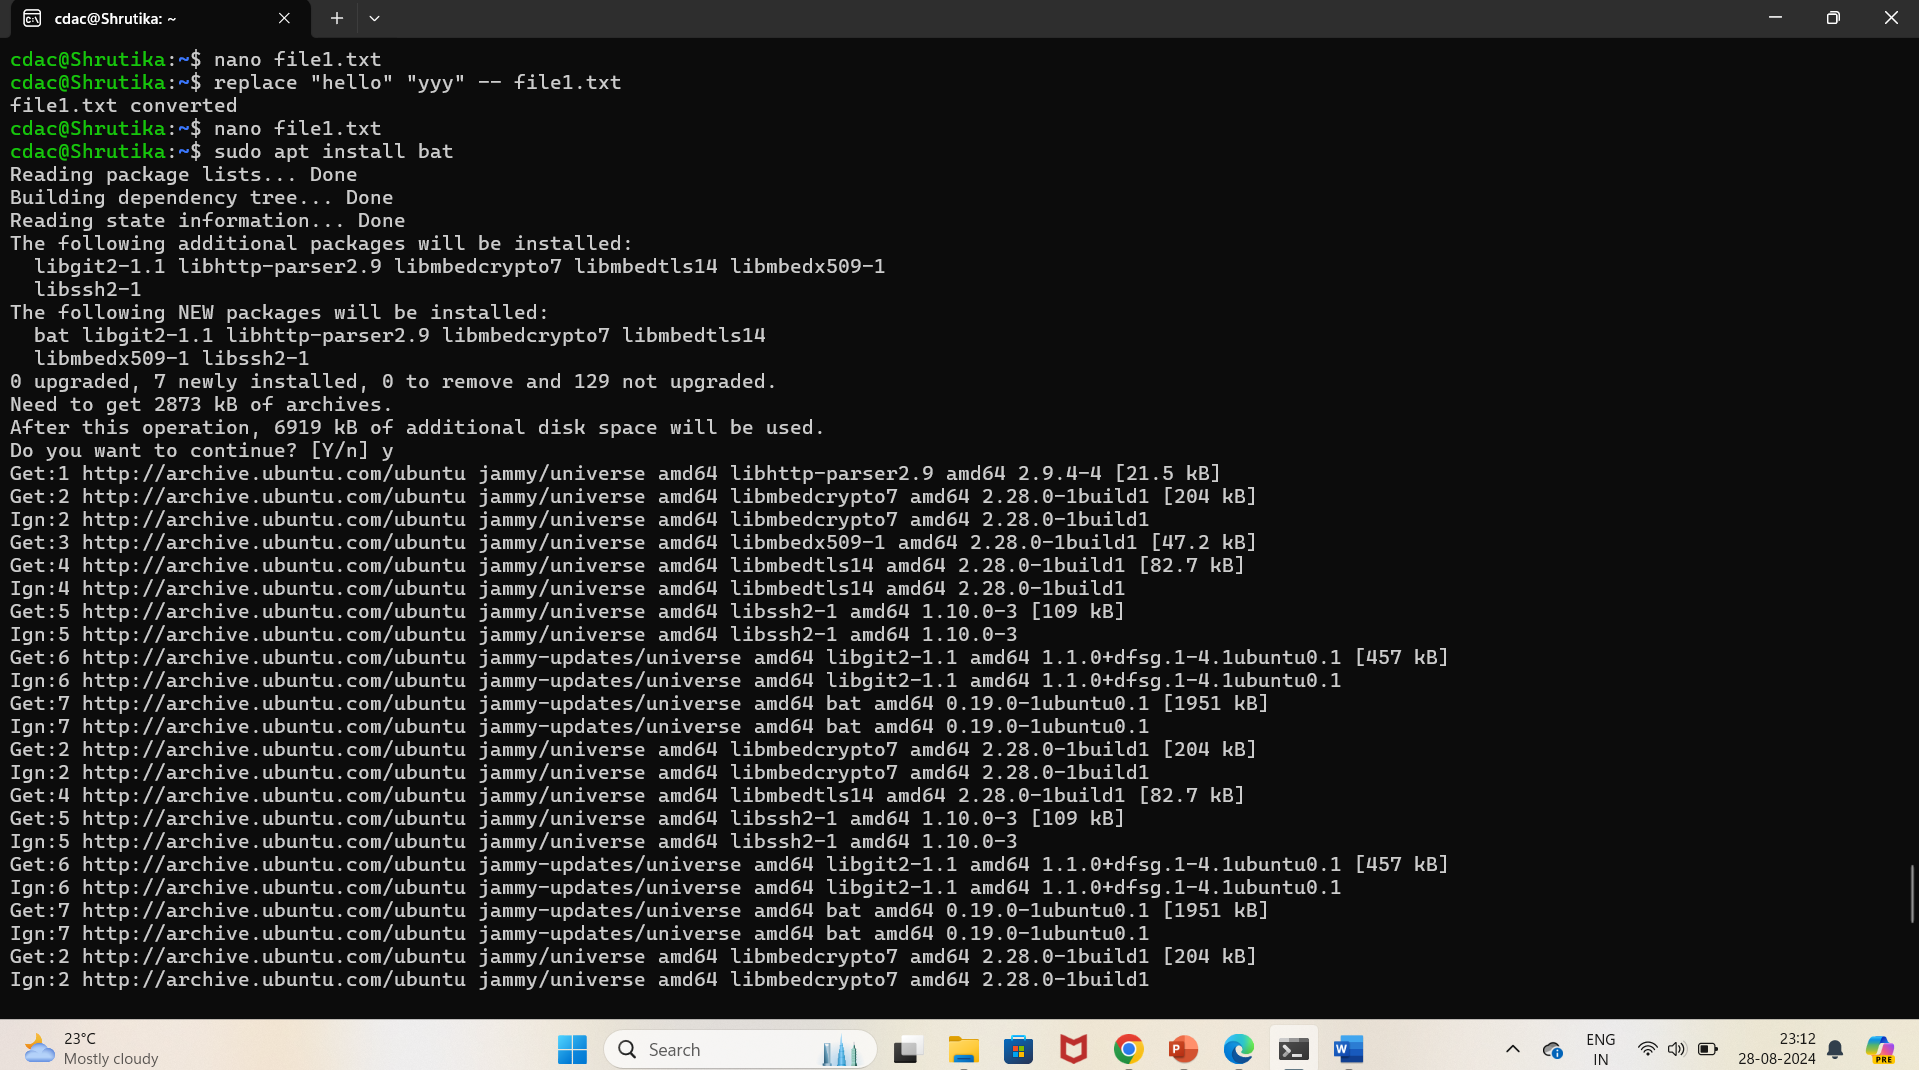 cdac@Shrutika: ~
cdac@Shrutika:~$ nano file1.txt
cdac@Shrutika:~$ replace "hello" "yyy" -- file1.txt
file1.txt converted
cdac@Shrutika:~$ nano file1.txt
cdac@Shrutika:~$ sudo apt install bat
Reading package lists... Done
Building dependency tree... Done
Reading state information... Done
The following additional packages will be installed:
  libgit2-1.1 libhttp-parser2.9 libmbedcrypto7 libmbedtls14 libmbedx509-1
  libssh2-1
The following NEW packages will be installed:
  bat libgit2-1.1 libhttp-parser2.9 libmbedcrypto7 libmbedtls14
  libmbedx509-1 libssh2-1
0 upgraded, 7 newly installed, 0 to remove and 129 not upgraded.
Need to get 2873 kB of archives.
After this operation, 6919 kB of additional disk space will be used.
Do you want to continue? [Y/n] y
Get:1 http://archive.ubuntu.com/ubuntu jammy/universe amd64 libhttp-parser2.9 amd64 2.9.4-4 [21.5 kB]
Get:2 http://archive.ubuntu.com/ubuntu jammy/universe amd64 libmbedcrypto7 amd64 2.28.0-1build1 [204 kB]
Ign:2 http://archive.ubuntu.com/ubuntu jammy/universe amd64 libmbedcrypto7 amd64 2.28.0-1build1
Get:3 http://archive.ubuntu.com/ubuntu jammy/universe amd64 libmbedx509-1 amd64 2.28.0-1build1 [47.2 kB]
Get:4 http://archive.ubuntu.com/ubuntu jammy/universe amd64 libmbedtls14 amd64 2.28.0-1build1 [82.7 kB]
Ign:4 http://archive.ubuntu.com/ubuntu jammy/universe amd64 libmbedtls14 amd64 2.28.0-1build1
Get:5 http://archive.ubuntu.com/ubuntu jammy/universe amd64 libssh2-1 amd64 1.10.0-3 [109 kB]
Ign:5 http://archive.ubuntu.com/ubuntu jammy/universe amd64 libssh2-1 amd64 1.10.0-3
Get:6 http://archive.ubuntu.com/ubuntu jammy-updates/universe amd64 libgit2-1.1 amd64 1.1.0+dfsg.1-4.1ubuntu0.1 [457 kB]
Ign:6 http://archive.ubuntu.com/ubuntu jammy-updates/universe amd64 libgit2-1.1 amd64 1.1.0+dfsg.1-4.1ubuntu0.1
Get:7 http://archive.ubuntu.com/ubuntu jammy-updates/universe amd64 bat amd64 0.19.0-1ubuntu0.1 [1951 kB]
Ign:7 http://archive.ubuntu.com/ubuntu jammy-updates/universe amd64 bat amd64 0.19.0-1ubuntu0.1
Get:2 http://archive.ubuntu.com/ubuntu jammy/universe amd64 libmbedcrypto7 amd64 2.28.0-1build1 [204 kB]
Ign:2 http://archive.ubuntu.com/ubuntu jammy/universe amd64 libmbedcrypto7 amd64 2.28.0-1build1
Get:4 http://archive.ubuntu.com/ubuntu jammy/universe amd64 libmbedtls14 amd64 2.28.0-1build1 [82.7 kB]
Get:5 http://archive.ubuntu.com/ubuntu jammy/universe amd64 libssh2-1 amd64 1.10.0-3 [109 kB]
Ign:5 http://archive.ubuntu.com/ubuntu jammy/universe amd64 libssh2-1 amd64 1.10.0-3
Get:6 http://archive.ubuntu.com/ubuntu jammy-updates/universe amd64 libgit2-1.1 amd64 1.1.0+dfsg.1-4.1ubuntu0.1 [457 kB]
Ign:6 http://archive.ubuntu.com/ubuntu jammy-updates/universe amd64 libgit2-1.1 amd64 1.1.0+dfsg.1-4.1ubuntu0.1
Get:7 http://archive.ubuntu.com/ubuntu jammy-updates/universe amd64 bat amd64 0.19.0-1ubuntu0.1 [1951 kB]
Ign:7 http://archive.ubuntu.com/ubuntu jammy-updates/universe amd64 bat amd64 0.19.0-1ubuntu0.1
Get:2 http://archive.ubuntu.com/ubuntu jammy/universe amd64 libmbedcrypto7 amd64 2.28.0-1build1 [204 kB]
Ign:2 http://archive.ubuntu.com/ubuntu jammy/universe amd64 libmbedcrypto7 amd64 2.28.0-1build1
23°C
Mostly cloudy
Search
P
W
ENG
IN
23:12
28-08-2024
PRE